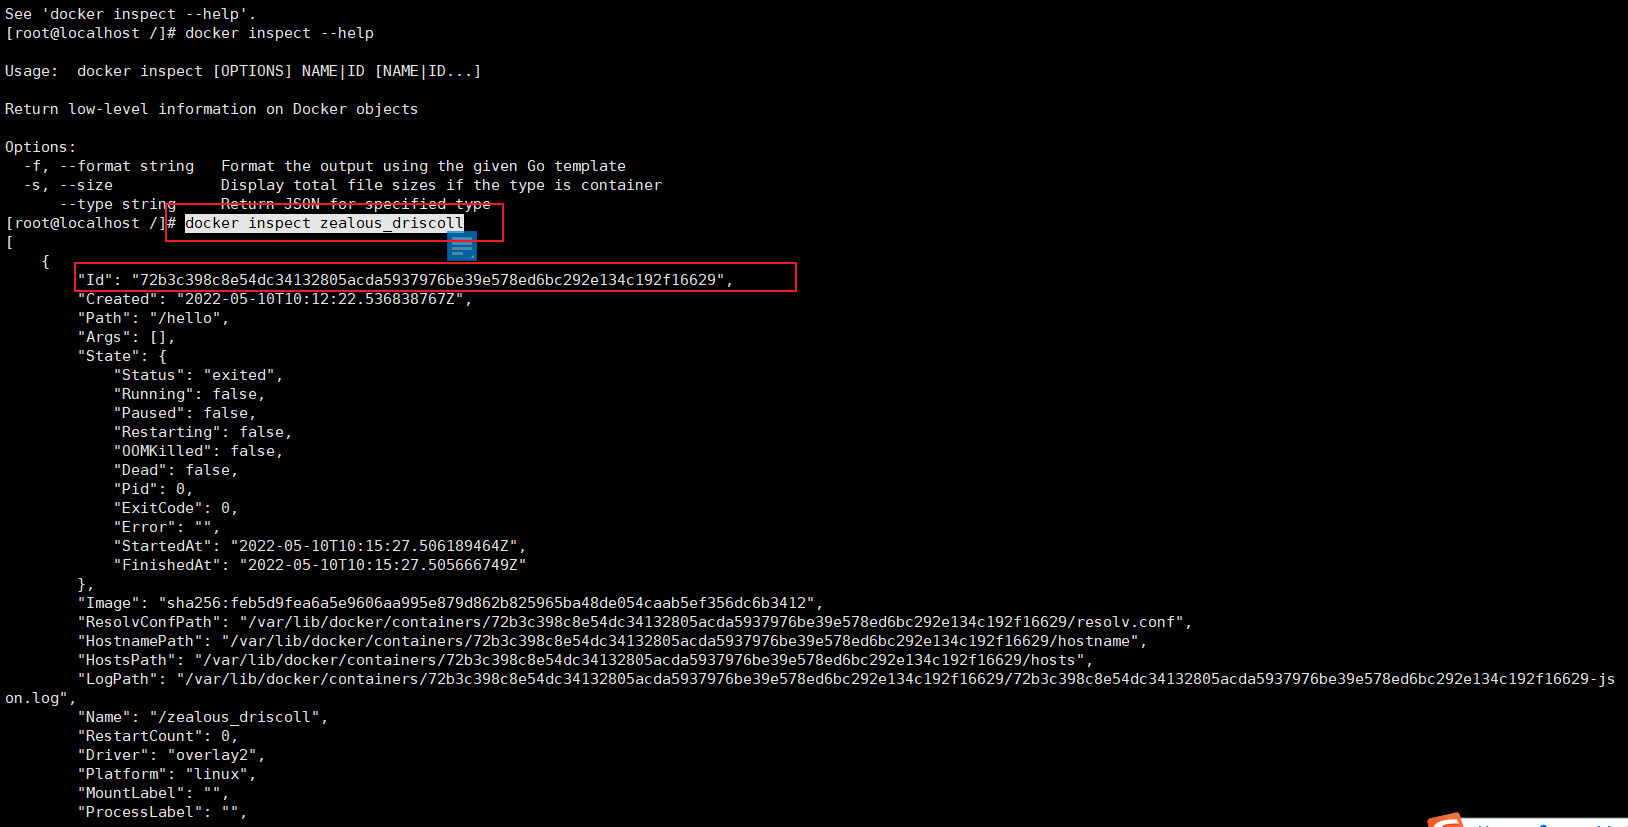 See 'docker inspect --help'.
[root@localhost /]# docker inspect --help
Usage:  docker inspect [OPTIONS] NAME|ID [NAME|ID...]
Return low-level information on Docker objects
Options:
  -f, --format string   Format the output using the given Go template
  -s, --size            Display total file sizes if the type is container
      --type string     Return JSON for specified type
[root@localhost /]# docker inspect zealous_driscoll
[
    {
        "Id": "72b3c398c8e54dc34132805acda5937976be39e578ed6bc292e134c192f16629",
        "Created": "2022-05-10T10:12:22.536838767Z",
        "Path": "/hello",
        "Args": [],
        "State": {
            "Status": "exited",
            "Running": false,
            "Paused": false,
            "Restarting": false,
            "OOMKilled": false,
            "Dead": false,
            "Pid": 0,
            "ExitCode": 0,
            "Error": "",
            "StartedAt": "2022-05-10T10:15:27.506189464Z",
            "FinishedAt": "2022-05-10T10:15:27.505666749Z"
        },
        "Image": "sha256:feb5d9fea6a5e9606aa995e879d862b825965ba48de054caab5ef356dc6b3412",
        "ResolvConfPath": "/var/lib/docker/containers/72b3c398c8e54dc34132805acda5937976be39e578ed6bc292e134c192f16629/resolv.conf",
        "HostnamePath": "/var/lib/docker/containers/72b3c398c8e54dc34132805acda5937976be39e578ed6bc292e134c192f16629/hostname",
        "HostsPath": "/var/lib/docker/containers/72b3c398c8e54dc34132805acda5937976be39e578ed6bc292e134c192f16629/hosts",
        "LogPath": "/var/lib/docker/containers/72b3c398c8e54dc34132805acda5937976be39e578ed6bc292e134c192f16629/72b3c398c8e54dc34132805acda5937976be39e578ed6bc292e134c192f16629-js
on.log",
        "Name": "/zealous_driscoll",
        "RestartCount": 0,
        "Driver": "overlay2",
        "Platform": "linux",
        "MountLabel": "",
        "ProcessLabel": "",